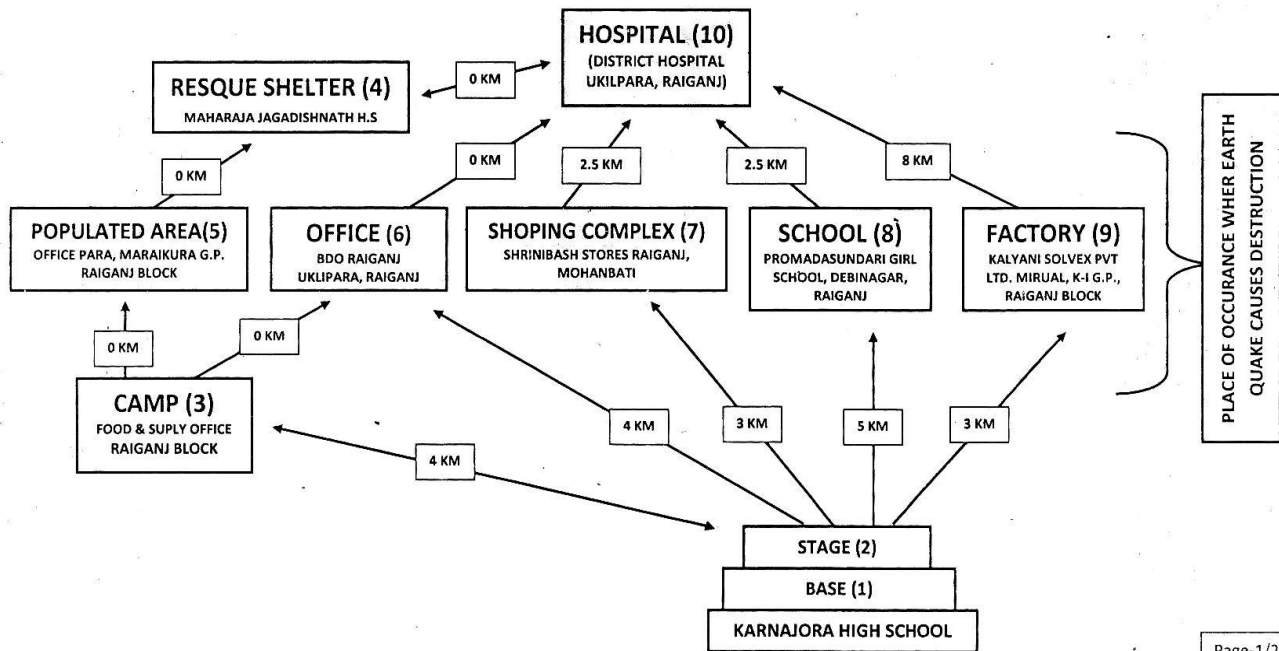 HOSPITAL (10)
(DISTRICT HOSPITAL
UKILPARA, RAIGANJ)
0 KM
RESQUE SHELTER (4)
MAHARAJA JAGADISHNATH H.S
0 KM
0 KM
2.5 KM
2.5 KM
8 KM
POPULATED AREA(5)
OFFICE PARA, MARAIKURA G.P.
RAIGANJ BLOCK
OFFICE (6)
BDO RAIGANJ
UKLIPARA, RAIGANJ
SHOPING COMPLEX (7)
SHRINIBASH STORES RAIGANJ,
MOHANBATI
SCHOOL (8)
PROMADASUNDARI GIRL
SCHOOL, DEBINAGAR,
RAIGANJ
FACTORY (9)
KALYANI SOLVEX PVT
LTD. MIRUAL, K-I G.P.,
RAIGANJ BLOCK
PLACE OF OCCURANCE WHER EARTH
QUAKE CAUSES DESTRUCTION
0 KM
0 KM
CAMP (3)
FOOD & SUPLY OFFICE
RAIGANJ BLOCK
4 KM
4 KM
3 KM
5 KM
3 KM
STAGE (2)
BASE (1)
KARNAJORA HIGH SCHOOL
Page-1/2